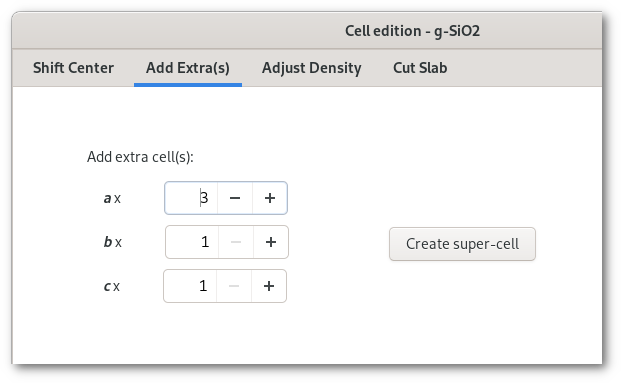 Cell edition - g-SiO2
Shift Center Add Extra(s) Adjust Density Cut Slab
Add extra cell(s):
a x 3 − +
b x 1 − +
Create super-cell
c x 1 − +